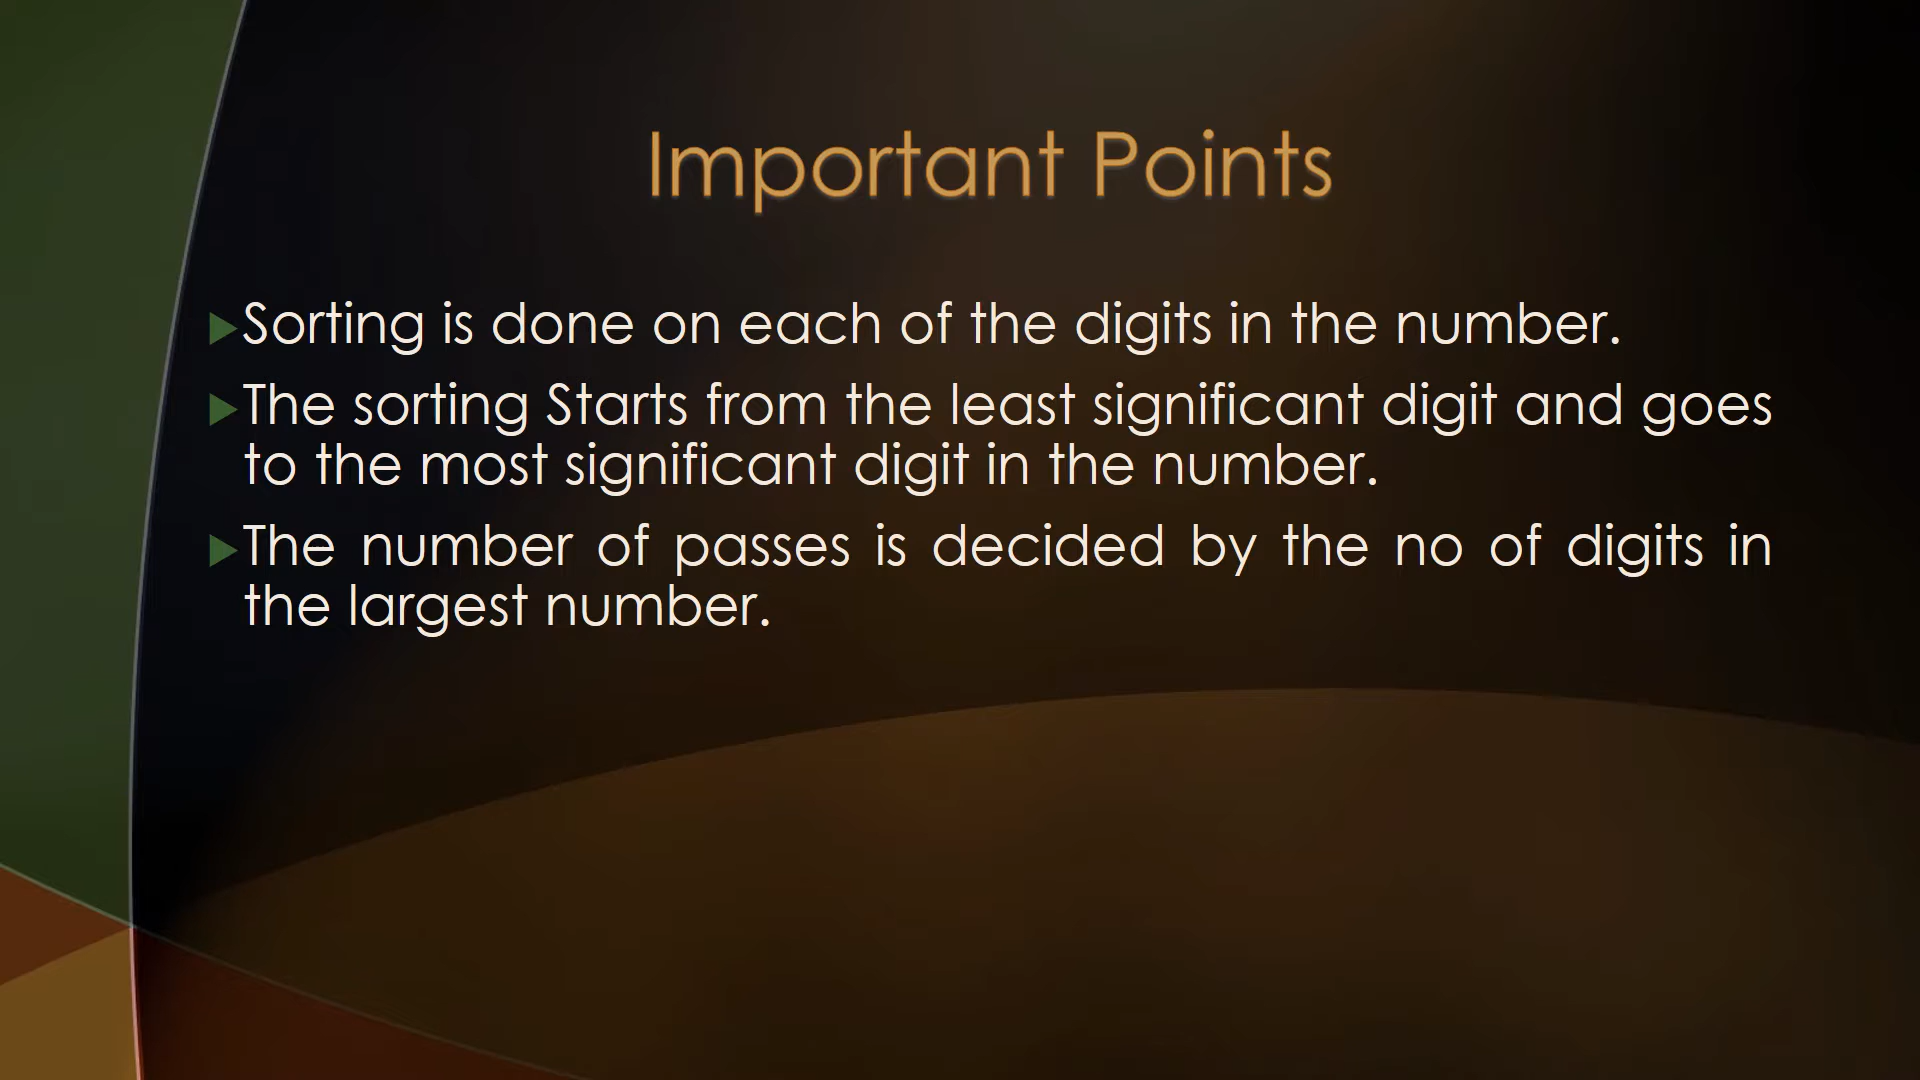 Important Points
Sorting is done on each of the digits in the number.
The sorting Starts from the least significant digit and goes
to the most significant digit in the number.
The number of passes is decided by the no of digits in
the largest number.